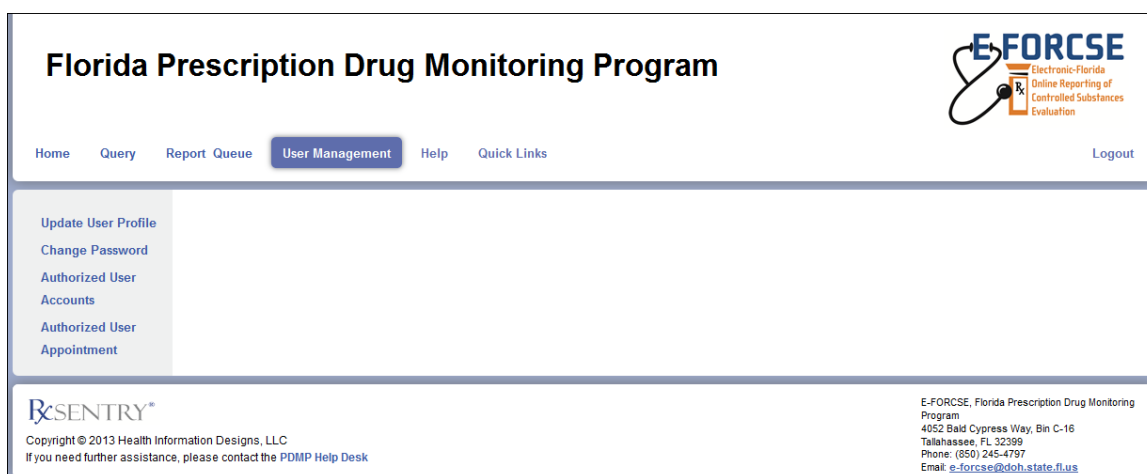 Florida Prescription Drug Monitoring Program
E-FORCSE
Electronic-Florida
Online Reporting of
Controlled Substances
Evaluation
Rx
Home Query Report Queue User Management Help Quick Links Logout
Update User Profile
Change Password
Authorized User
Accounts
Authorized User
Appointment
RxSENTRY®
Copyright © 2013 Health Information Designs, LLC
If you need further assistance, please contact the PDMP Help Desk
E-FORCSE, Florida Prescription Drug Monitoring
Program
4052 Bald Cypress Way, Bin C-16
Tallahassee, FL 32399
Phone: (850) 245-4797
Email: e-forcse@doh.state.fl.us